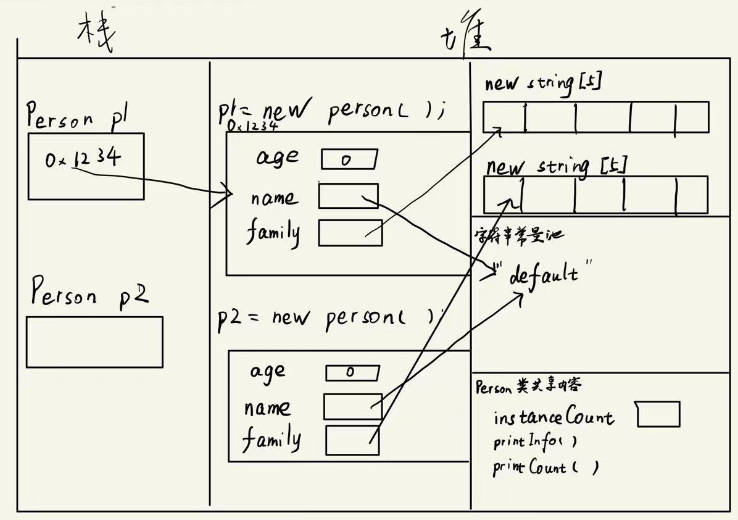 栈
堆
Person p1
0x1234
Person p2
p1 = new person( );
0x1234
age 0
name
family
p2 = new person( );
age 0
name
family
new string [5]
new string [5]
字符串常量池
"default"
Person 类共享内容
instanceCount
printInfo( )
printCount( )